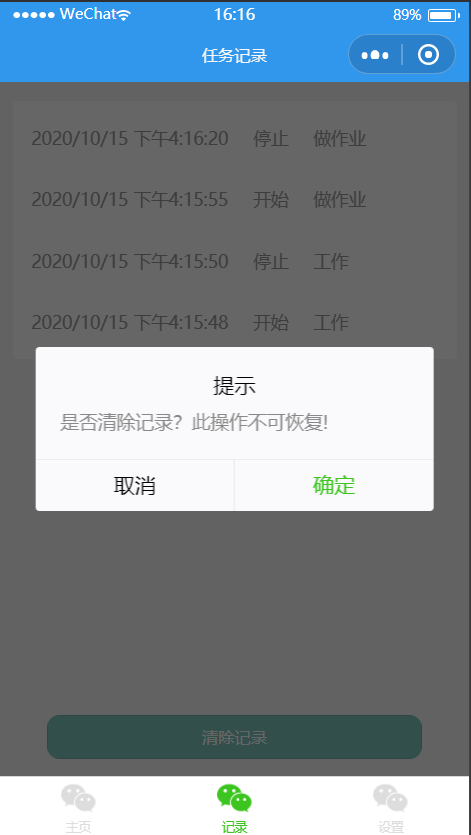 WeChat 16:16 89%
任务记录
2020/10/15 下午4:16:20 停止 做作业
2020/10/15 下午4:15:55 开始 做作业
2020/10/15 下午4:15:50 停止 工作
2020/10/15 下午4:15:48 开始 工作
提示
是否清除记录？此操作不可恢复!
取消 确定
清除记录
主页 记录 设置